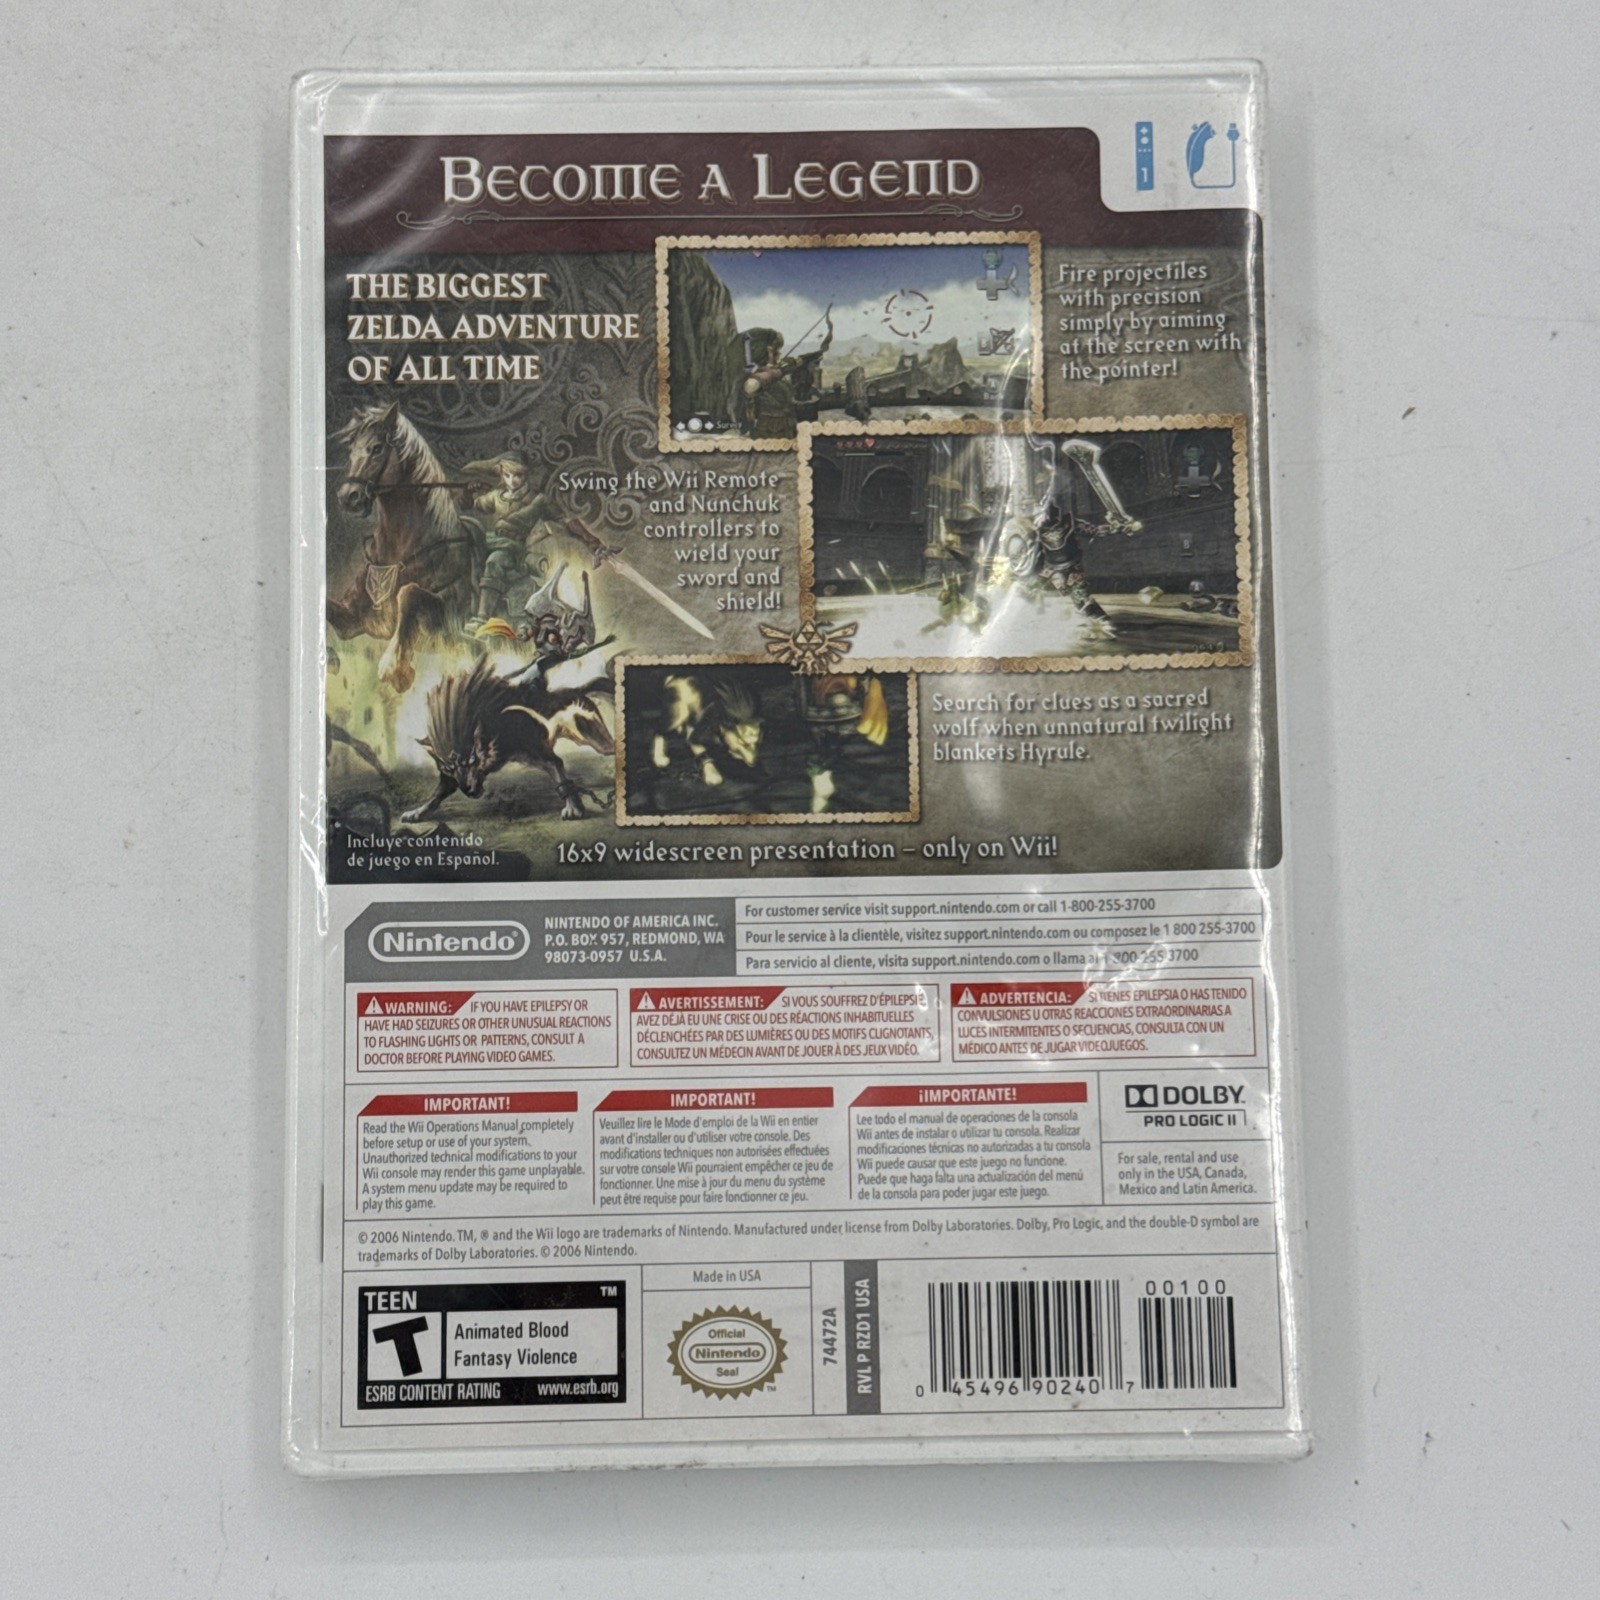 BECOME A LEGEND
1
THE BIGGEST
ZELDA ADVENTURE
OF ALL TIME
Fire projectiles
with precision
simply by aiming
at the screen with
the pointer!
Swing the Wii Remote
and Nunchuk
controllers to
wield your
sword and
shield!
Search for clues as a sacred
wolf when unnatural twilight
blankets Hyrule.
Incluye contenido
de juego en Español.
16x9 widescreen presentation – only on Wii!
Nintendo
NINTENDO OF AMERICA INC.
P.O. BOX 957, REDMOND, WA
98073-0957 U.S.A.
For customer service visit support.nintendo.com or call 1-800-255-3700
Pour le service à la clientèle, visitez support.nintendo.com ou composez le 1 800 255-3700
Para servicio al cliente, visita support.nintendo.com o llama al 1-800-255-3700
WARNING: IF YOU HAVE EPILEPSY OR
HAVE HAD SEIZURES OR OTHER UNUSUAL REACTIONS
TO FLASHING LIGHTS OR PATTERNS, CONSULT A
DOCTOR BEFORE PLAYING VIDEO GAMES.
AVERTISSEMENT: SI VOUS SOUFFREZ D'ÉPILEPSIE,
AVEZ DÉJÀ EU UNE CRISE OU DES RÉACTIONS INHABITUELLES
DÉCLENCHÉES PAR DES LUMIÈRES OU DES MOTIFS CLIGNOTANTS,
CONSULTEZ UN MÉDECIN AVANT DE JOUER À DES JEUX VIDÉO.
ADVERTENCIA: SI TIENES EPILEPSIA O HAS TENIDO
CONVULSIONES U OTRAS REACCIONES EXTRAORDINARIAS A
LUCES INTERMITENTES O SECUENCIAS, CONSULTA CON UN
MÉDICO ANTES DE JUGAR VIDEOJUEGOS.
IMPORTANT!
Read the Wii Operations Manual completely
before setup or use of your system.
Unauthorized technical modifications to your
Wii console may render this game unplayable.
A system menu update may be required to
play this game.
IMPORTANT!
Veuillez lire le Mode d'emploi de la Wii en entier
avant d'installer ou d'utiliser votre console. Des
modifications techniques non autorisées effectuées
sur votre console Wii pourraient empêcher ce jeu de
fonctionner. Une mise à jour du menu du système
peut être requise pour faire fonctionner ce jeu.
¡IMPORTANTE!
Lee todo el manual de operaciones de la consola
Wii antes de instalar o utilizar tu consola. Realizar
modificaciones técnicas no autorizadas a tu consola
Wii puede causar que este juego no funcione.
Puede que haga falta una actualización del menú
de la consola para poder jugar este juego.
DOLBY
PRO LOGIC II
For sale, rental and use
only in the USA, Canada,
Mexico and Latin America.
© 2006 Nintendo. TM, ® and the Wii logo are trademarks of Nintendo. Manufactured under license from Dolby Laboratories. Dolby, Pro Logic, and the double-D symbol are
trademarks of Dolby Laboratories. © 2006 Nintendo.
TEEN TM
T
Animated Blood
Fantasy Violence
ESRB CONTENT RATING www.esrb.org
Made in USA
Official
Nintendo
Seal
TM
74472A
RVL P RZD1 USA
00100
0 45496 90240 7